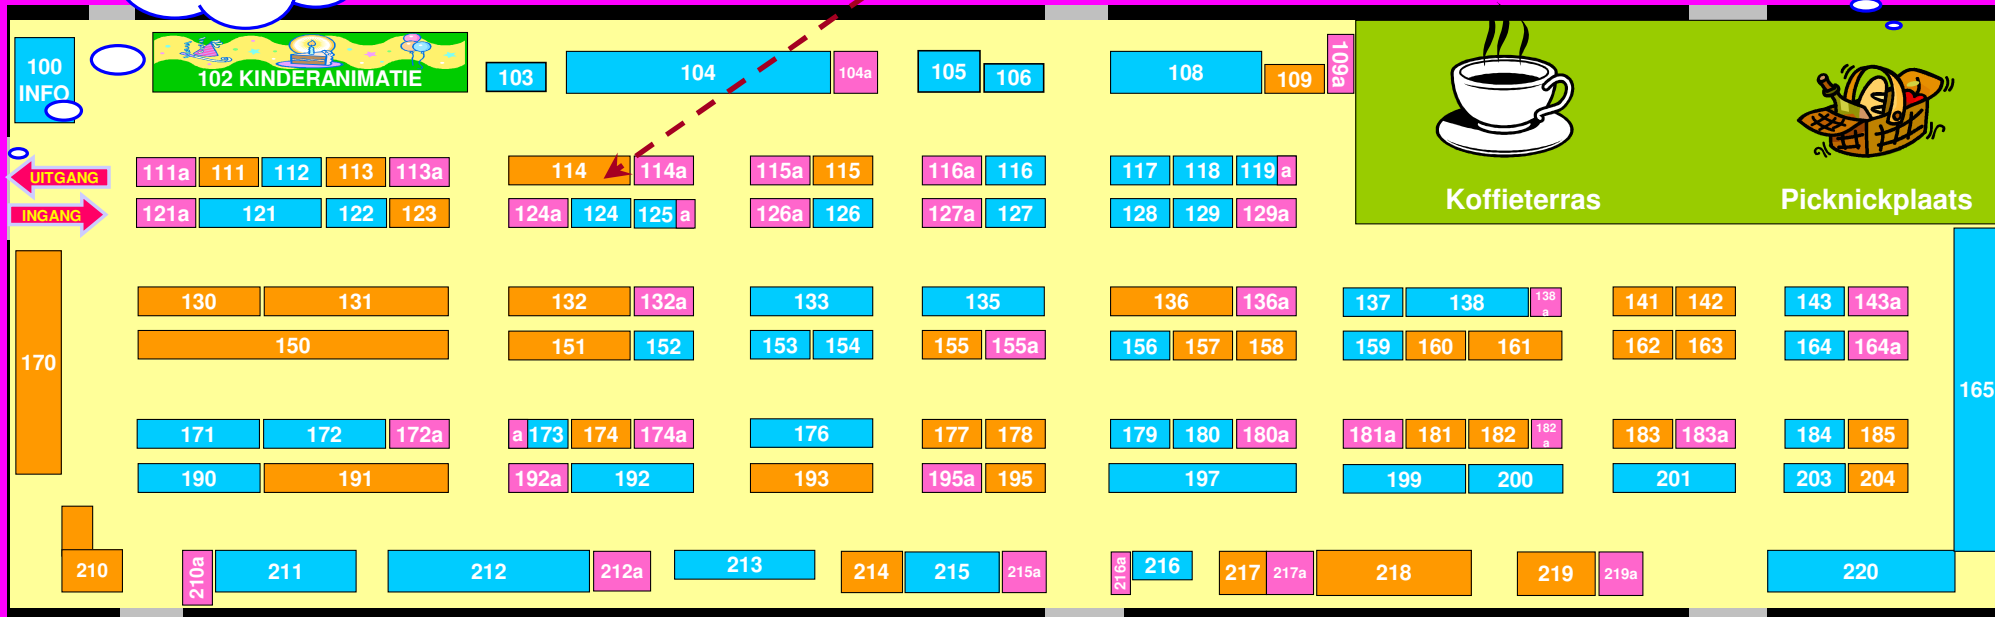 100
INFO
102 KINDERANIMATIE
103
104
104a
105
106
108
109
109a
Koffieterras
Picknickplaats
UITGANG
111a 111 112 113 113a
114 114a
115a 115
116a 116
117 118 119 a
INGANG
121a 121 122 123
124a 124 125 a
126a 126
127a 127
128 129 129a
130 131
132 132a
133
135
136 136a
137 138 138a
141 142
143 143a
150
151 152
153 154
155 155a
156 157 158
159 160 161
162 163
164 164a
165
170
171 172 172a
a 173 174 174a
176
177 178
179 180 180a
181a 181 182 182a
183 183a
184 185
190 191
192a 192
193
195a 195
197
199 200
201
203 204
210
210a
211
212
212a
213
214
215
215a
216a
216
217
217a
218
219
219a
220